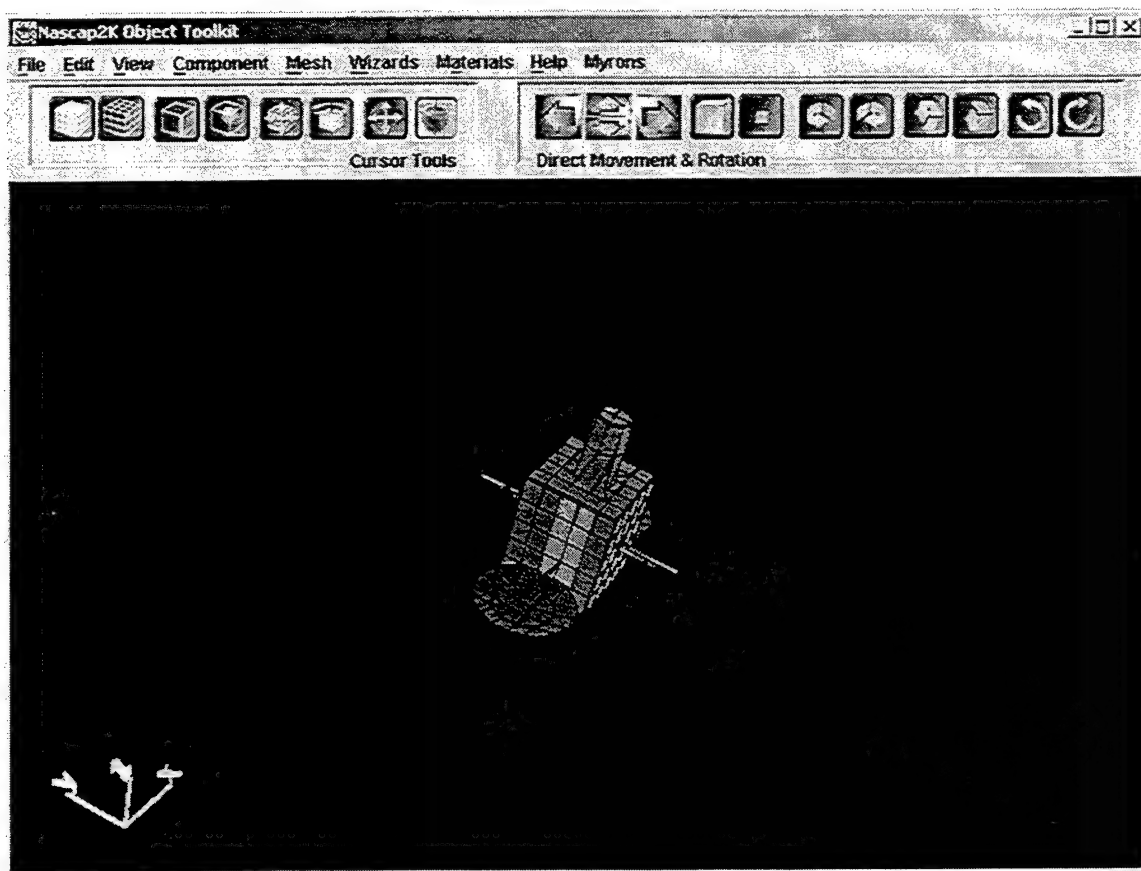 Nascap2K Object Toolkit
File Edit View Component Mesh Wizards Materials Help Myrons
Cursor Tools
Direct Movement & Rotation